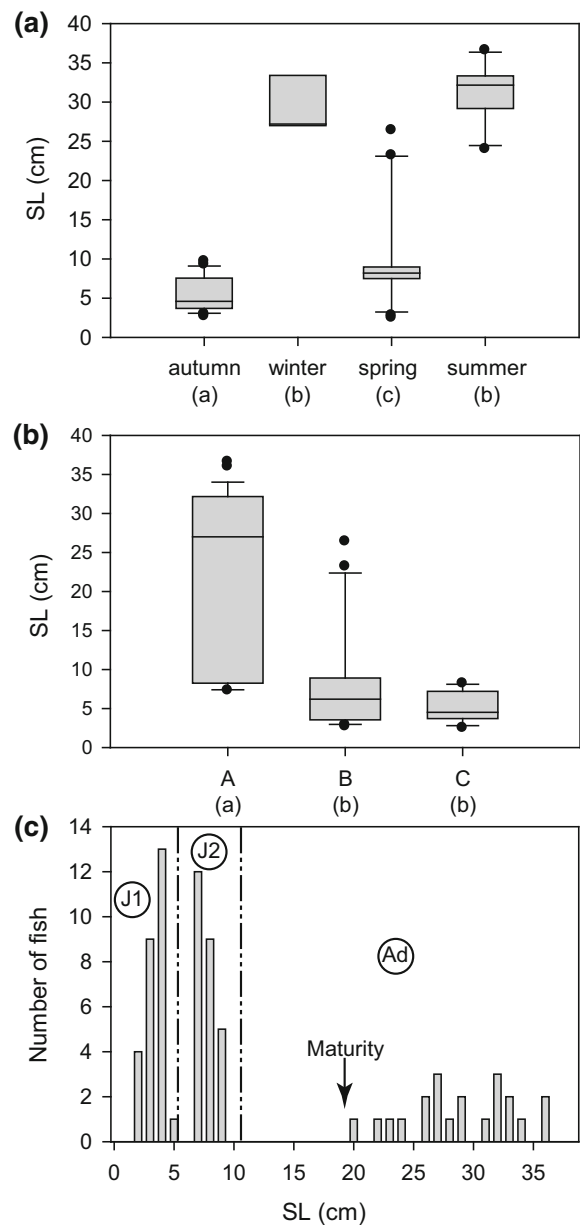 (a)
40
35
30
25
20
15
10
5
0
SL (cm)
autumn winter spring summer
(a) (b) (c) (b)
(b)
40
35
30
25
20
15
10
5
0
SL (cm)
A B C
(a) (b) (b)
(c)
14
12
10
8
6
4
2
0
Number of fish
J1
J2
Ad
Maturity
0 5 10 15 20 25 30 35
SL (cm)